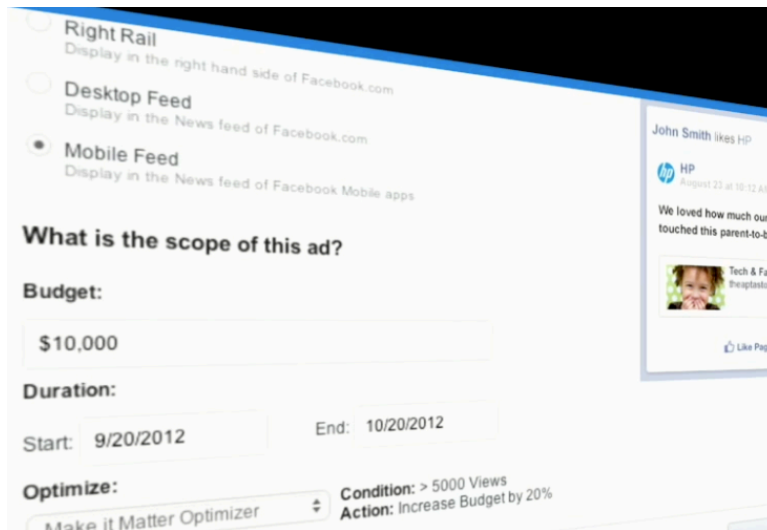 Right Rail
Display in the right hand side of Facebook.com
Desktop Feed
Display in the News feed of Facebook.com
Mobile Feed
Display in the News feed of Facebook Mobile apps
What is the scope of this ad?
Budget:
$10,000
Duration:
Start: 9/20/2012 End: 10/20/2012
Optimize:
Make it Matter Optimizer
Condition: > 5000 Views
Action: Increase Budget by 20%
John Smith likes HP
hp
HP
August 23 at 10:12 AM
We loved how much our
touched this parent-to-b
Tech & Fa
theaptasto
Like Pag